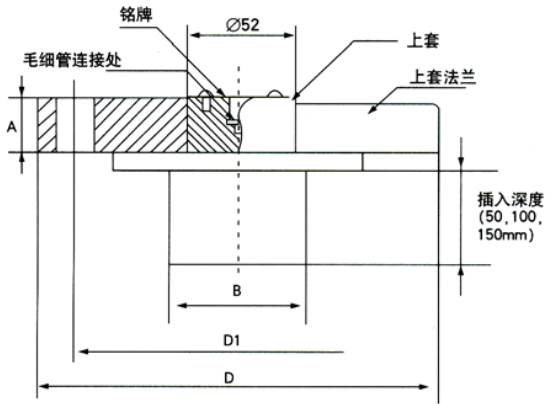 铭牌
∅52
上套
毛细管连接处
上套法兰
A
插入深度
(50,100,
150mm)
B
D1
D